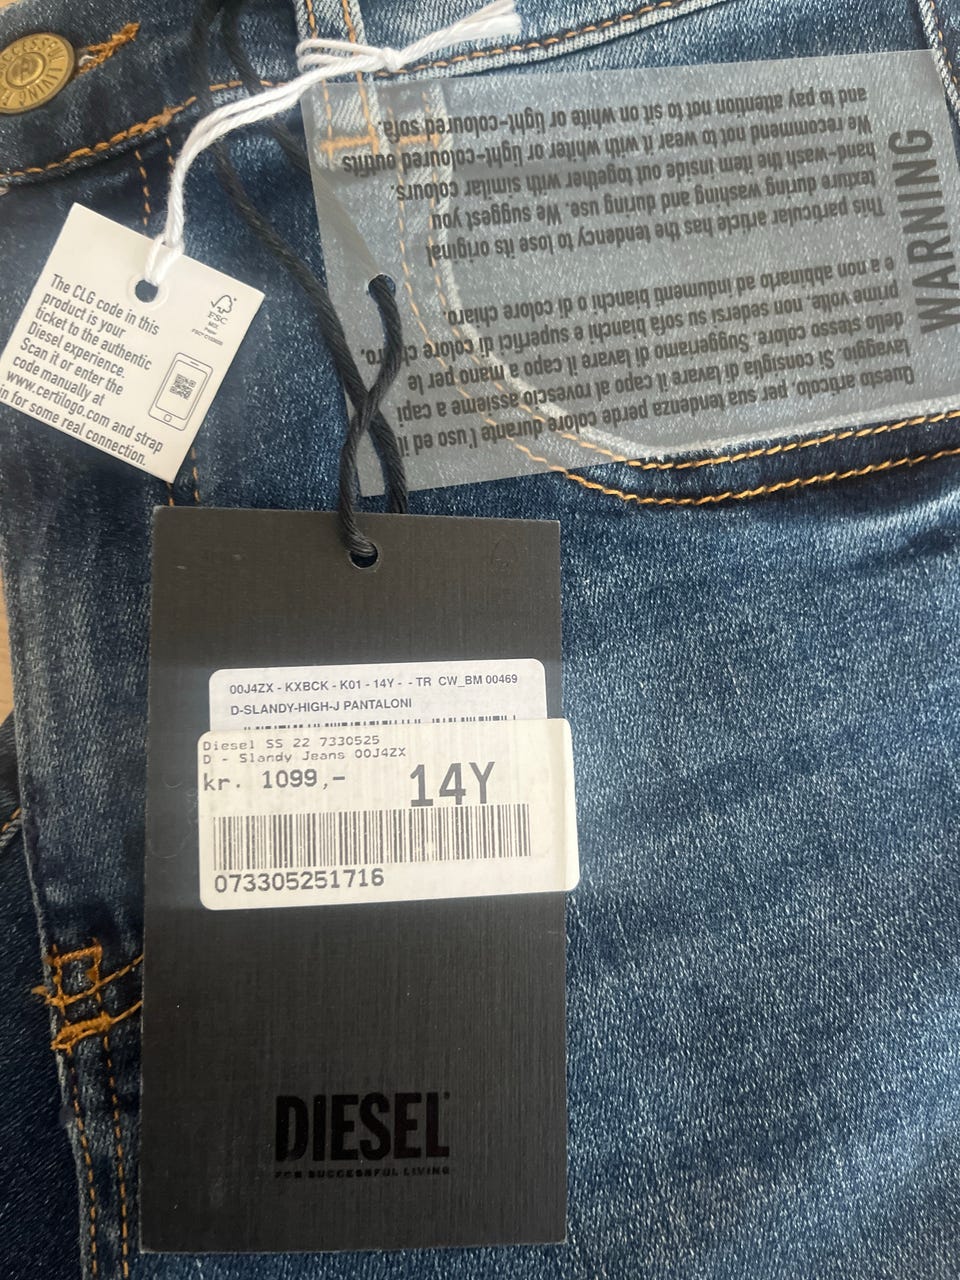 WARNING
Questo articolo, per sua tendenza perde colore durante l'uso ed il
lavaggio. Si consiglia di lavare il capo al rovescio assieme a capi
dello stesso colore. Suggeriamo di lavare il capo a mano per le
prime volte, non sedersi su sofà bianchi e superfici di colore chiaro,
e a non abbinarlo ad indumenti bianchi o di colore chiaro.
This particular article has the tendency to lose its original
texture during washing and during use. We suggest you
hand-wash the item inside out together with similar colours.
We recommend not to wear it with whiter or light-coloured outfits
and to pay attention not to sit on white or light-coloured sofa.
The CLG code in this
product is your
ticket to the authentic
Diesel experience.
Scan it or enter the
code manually at
www.certilogo.com and strap
in for some real connection.
FSC
MIX
Paper
00J4ZX - KXBCK - K01 - 14Y - - TR CW_BM 00469
D-SLANDY-HIGH-J PANTALONI
Diesel SS 22 7330525
D - Slandy Jeans 00J4ZX
kr. 1099,-
14Y
073305251716
DIESEL
FOR SUCCESSFUL LIVING